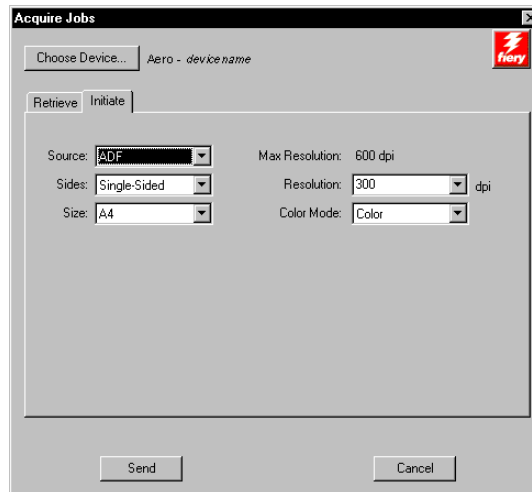 Acquire Jobs
Choose Device... Aero - devicename
fiery
Retrieve Initiate
Source: ADF Max Resolution: 600 dpi
Sides: Single-Sided Resolution: 300 dpi
Size: A4 Color Mode: Color
Send Cancel